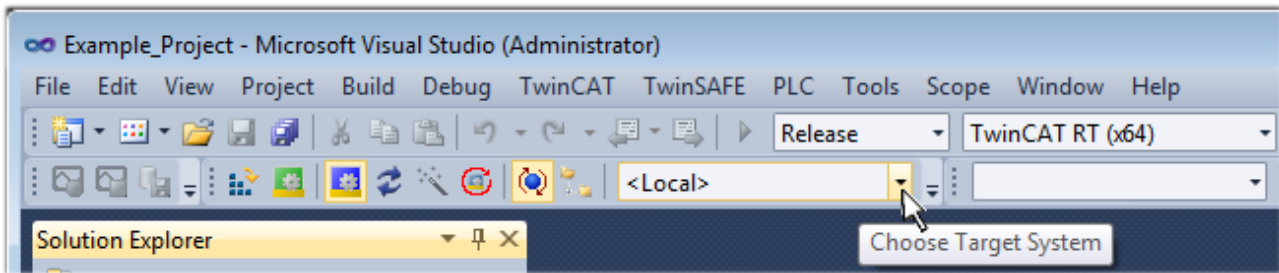 Example_Project - Microsoft Visual Studio (Administrator)
File Edit View Project Build Debug TwinCAT TwinSAFE PLC Tools Scope Window Help
Release TwinCAT RT (x64)
<Local>
Solution Explorer Choose Target System